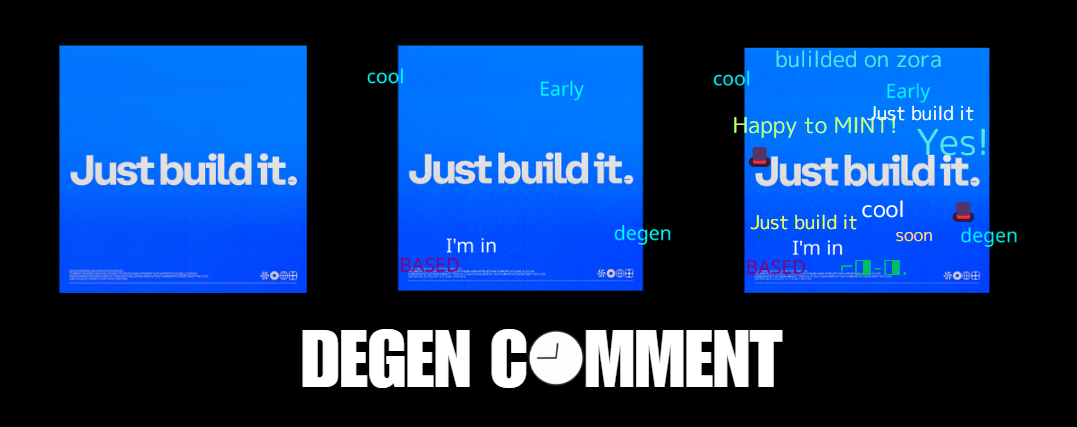 Just build it.
cool
Early
Just build it.
degen
I'm in
BASED
bulilded on zora
cool
Early
Just build it
Happy to MINT!
Yes!
Just build it.
cool
Just build it
soon
degen
I'm in
BASED
DEGEN COMMENT